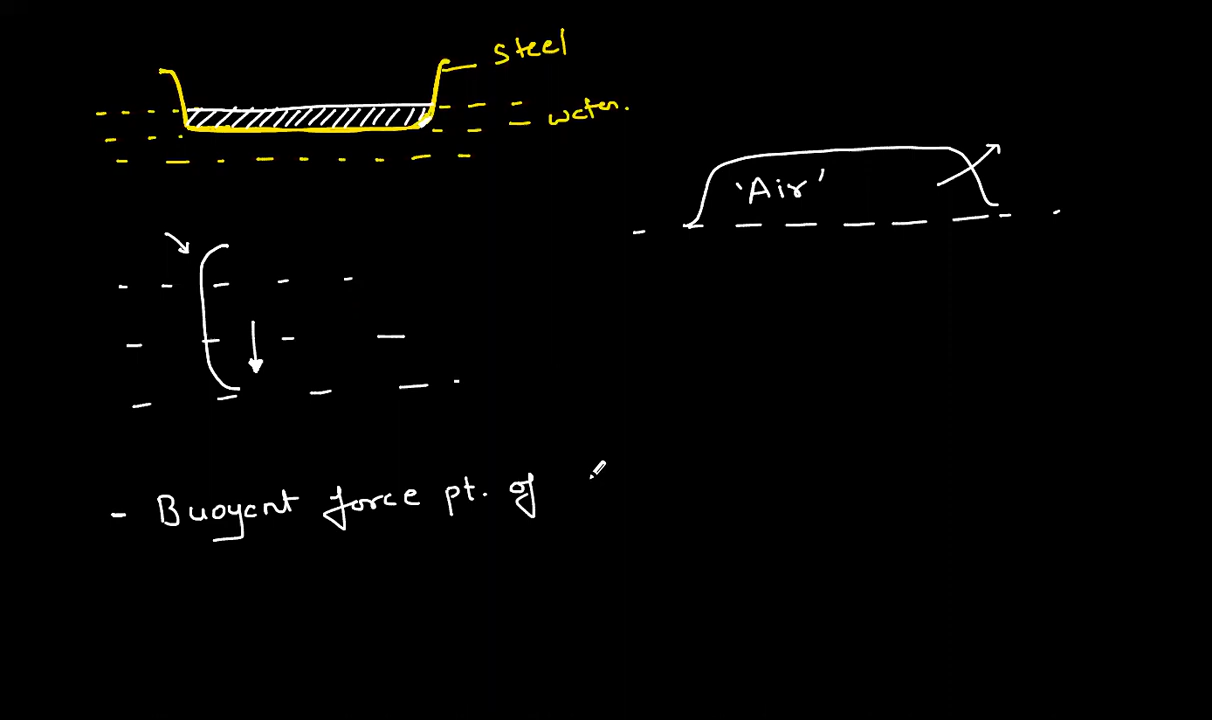 Steel
water.
'Air'
- Buoyant force pt. of